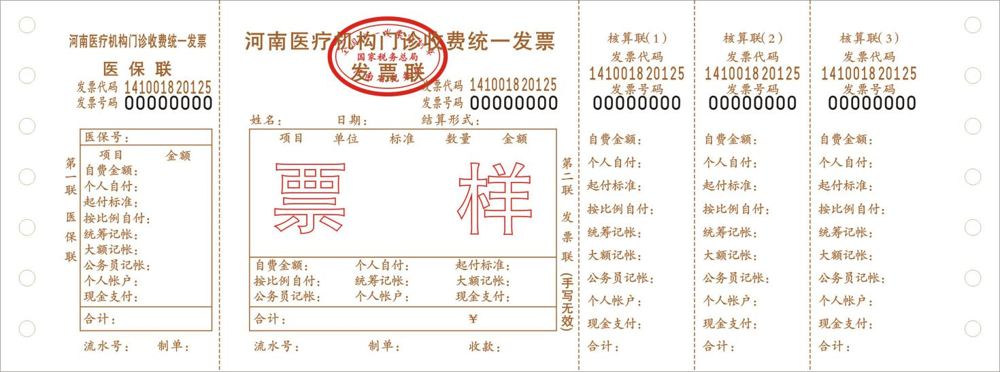 河南医疗机构门诊收费统一发票
医保联
发票代码 141001820125
发票号码 00000000
医保号：
项目 金额
自费金额：
个人自付：
起付标准：
按比例自付：
统筹记帐：
大额记帐：
公务员记帐：
个人帐户：
现金支付：
合计：
流水号： 制单：
第一联 医保联
河南医疗机构门诊收费统一发票
全国统一发票监制章
国家税务总局
河南省税务局
发票联
发票代码 141001820125
发票号码 00000000
姓名： 日期： 结算形式：
项目 单位 标准 数量 金额
票样
自费金额： 个人自付： 起付标准：
按比例自付： 统筹记帐： 大额记帐：
公务员记帐： 个人帐户： 现金支付：
合计： ¥
流水号： 制单： 收款：
第二联 发票联（手写无效）
核算联（1）
发票代码
141001820125
发票号码
00000000
自费金额：
个人自付：
起付标准：
按比例自付：
统筹记帐：
大额记帐：
公务员记帐：
个人帐户：
现金支付：
合计：
核算联（2）
发票代码
141001820125
发票号码
00000000
自费金额：
个人自付：
起付标准：
按比例自付：
统筹记帐：
大额记帐：
公务员记帐：
个人帐户：
现金支付：
合计：
核算联（3）
发票代码
141001820125
发票号码
00000000
自费金额：
个人自付：
起付标准：
按比例自付：
统筹记帐：
大额记帐：
公务员记帐：
个人帐户：
现金支付：
合计：